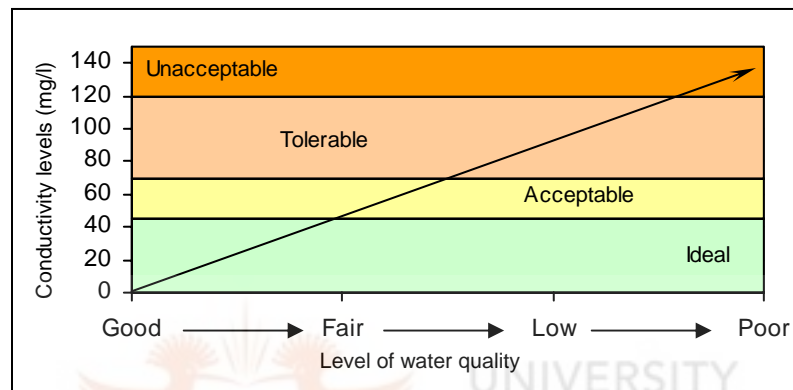 Conductivity levels (mg/l)
140
120
100
80
60
40
20
0
Unacceptable
Tolerable
Acceptable
Ideal
Good Fair Low Poor
Level of water quality
UNIVERSITY